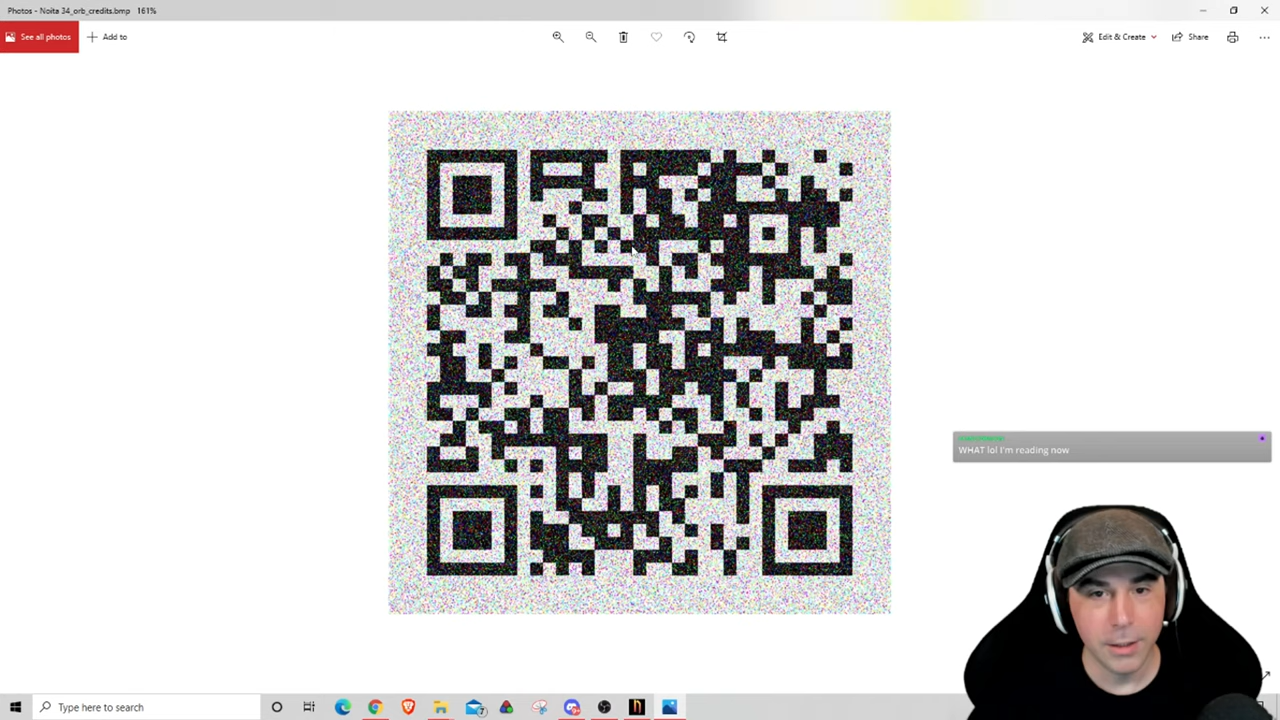 Photos - Noita 34_orb_credits.bmp 161%
See all photos
Add to
Edit & Create
Share
WHAT lol I'm reading now
Type here to search
7